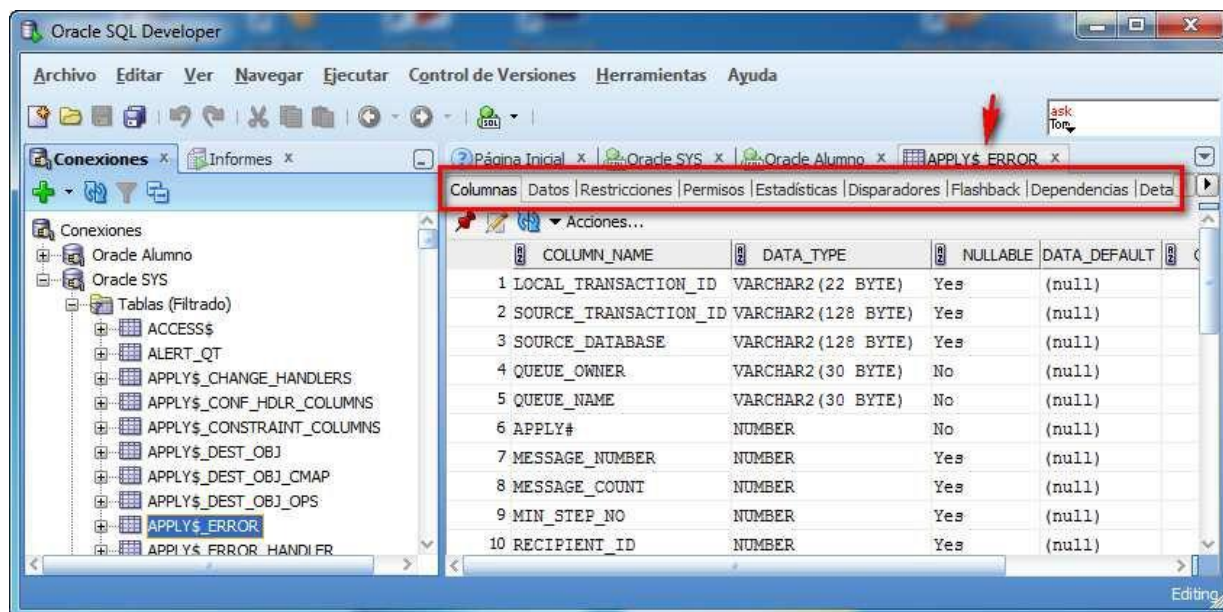 Oracle SQL Developer
Archivo Editar Ver Navegar Ejecutar Control de Versiones Herramientas Ayuda
SQL
ask
Tom
Conexiones x Informes x
Página Inicial x Oracle SYS x Oracle Alumno x APPLY$_ERROR x
Columnas Datos |Restricciones |Permisos |Estadísticas |Disparadores |Flashback |Dependencias |Deta
Acciones...
Conexiones
Oracle Alumno
Oracle SYS
Tablas (Filtrado)
ACCESS$
ALERT_QT
APPLY$_CHANGE_HANDLERS
APPLY$_CONF_HDLR_COLUMNS
APPLY$_CONSTRAINT_COLUMNS
APPLY$_DEST_OBJ
APPLY$_DEST_OBJ_CMAP
APPLY$_DEST_OBJ_OPS
APPLY$_ERROR
APPLY$_ERROR_HANDLER
COLUMN_NAME DATA_TYPE NULLABLE DATA_DEFAULT
1 LOCAL_TRANSACTION_ID VARCHAR2(22 BYTE) Yes (null)
2 SOURCE_TRANSACTION_ID VARCHAR2(128 BYTE) Yes (null)
3 SOURCE_DATABASE VARCHAR2(128 BYTE) Yes (null)
4 QUEUE_OWNER VARCHAR2(30 BYTE) No (null)
5 QUEUE_NAME VARCHAR2(30 BYTE) No (null)
6 APPLY# NUMBER No (null)
7 MESSAGE_NUMBER NUMBER Yes (null)
8 MESSAGE_COUNT NUMBER Yes (null)
9 MIN_STEP_NO NUMBER Yes (null)
10 RECIPIENT_ID NUMBER Yes (null)
Editing